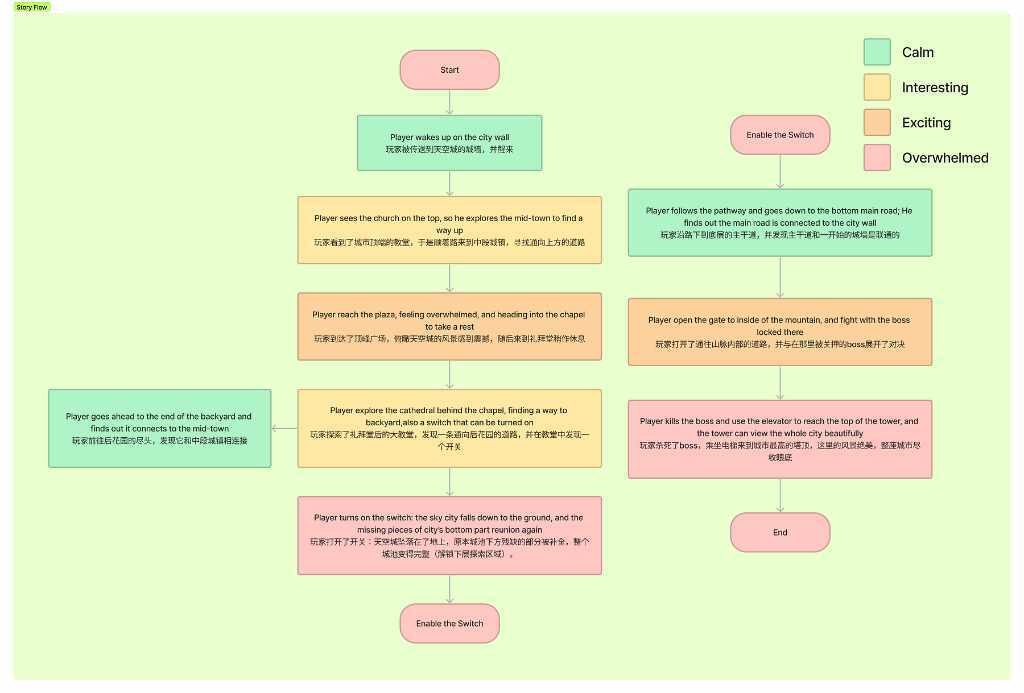 Story Flow
Start
Player wakes up on the city wall
玩家被传送到天空城的城墙，并醒来
Player sees the church on the top, so he explores the mid-town to find a
way up
玩家看到了城市顶端的教堂，于是顺着路来到中段城镇，寻找通向上方的道路
Player reach the plaza, feeling overwhelmed, and heading into the chapel
to take a rest
玩家到达了顶峰广场，俯瞰天空城的风景感到震撼，随后来到礼拜堂稍作休息
Player explore the cathedral behind the chapel, finding a way to
backyard,also a switch that can be turned on
玩家探索了礼拜堂后的大教堂，发现一条通向后花园的道路，并在教堂中发现一
个开关
Player goes ahead to the end of the backyard and
finds out it connects to the mid-town
玩家前往后花园的尽头，发现它和中段城镇相连接
Player turns on the switch: the sky city falls down to the ground, and the
missing pieces of city's bottom part reunion again
玩家打开了开关：天空城坠落在了地上，原本城池下方残缺的部分被补全，整个
城池变得完整（解锁下层探索区域）。
Enable the Switch
Enable the Switch
Player follows the pathway and goes down to the bottom main road; He
finds out the main road is connected to the city wall
玩家沿路下到底层的主干道，并发现主干道和一开始的城墙是联通的
Player open the gate to inside of the mountain, and fight with the boss
locked there
玩家打开了通往山脉内部的道路，并与在那里被关押的boss展开了对决
Player kills the boss and use the elevator to reach the top of the tower, and
the tower can view the whole city beautifully
玩家杀死了boss，乘坐电梯来到城市最高的塔顶，这里的风景绝美，整座城市尽
收眼底
End
Calm
Interesting
Exciting
Overwhelmed